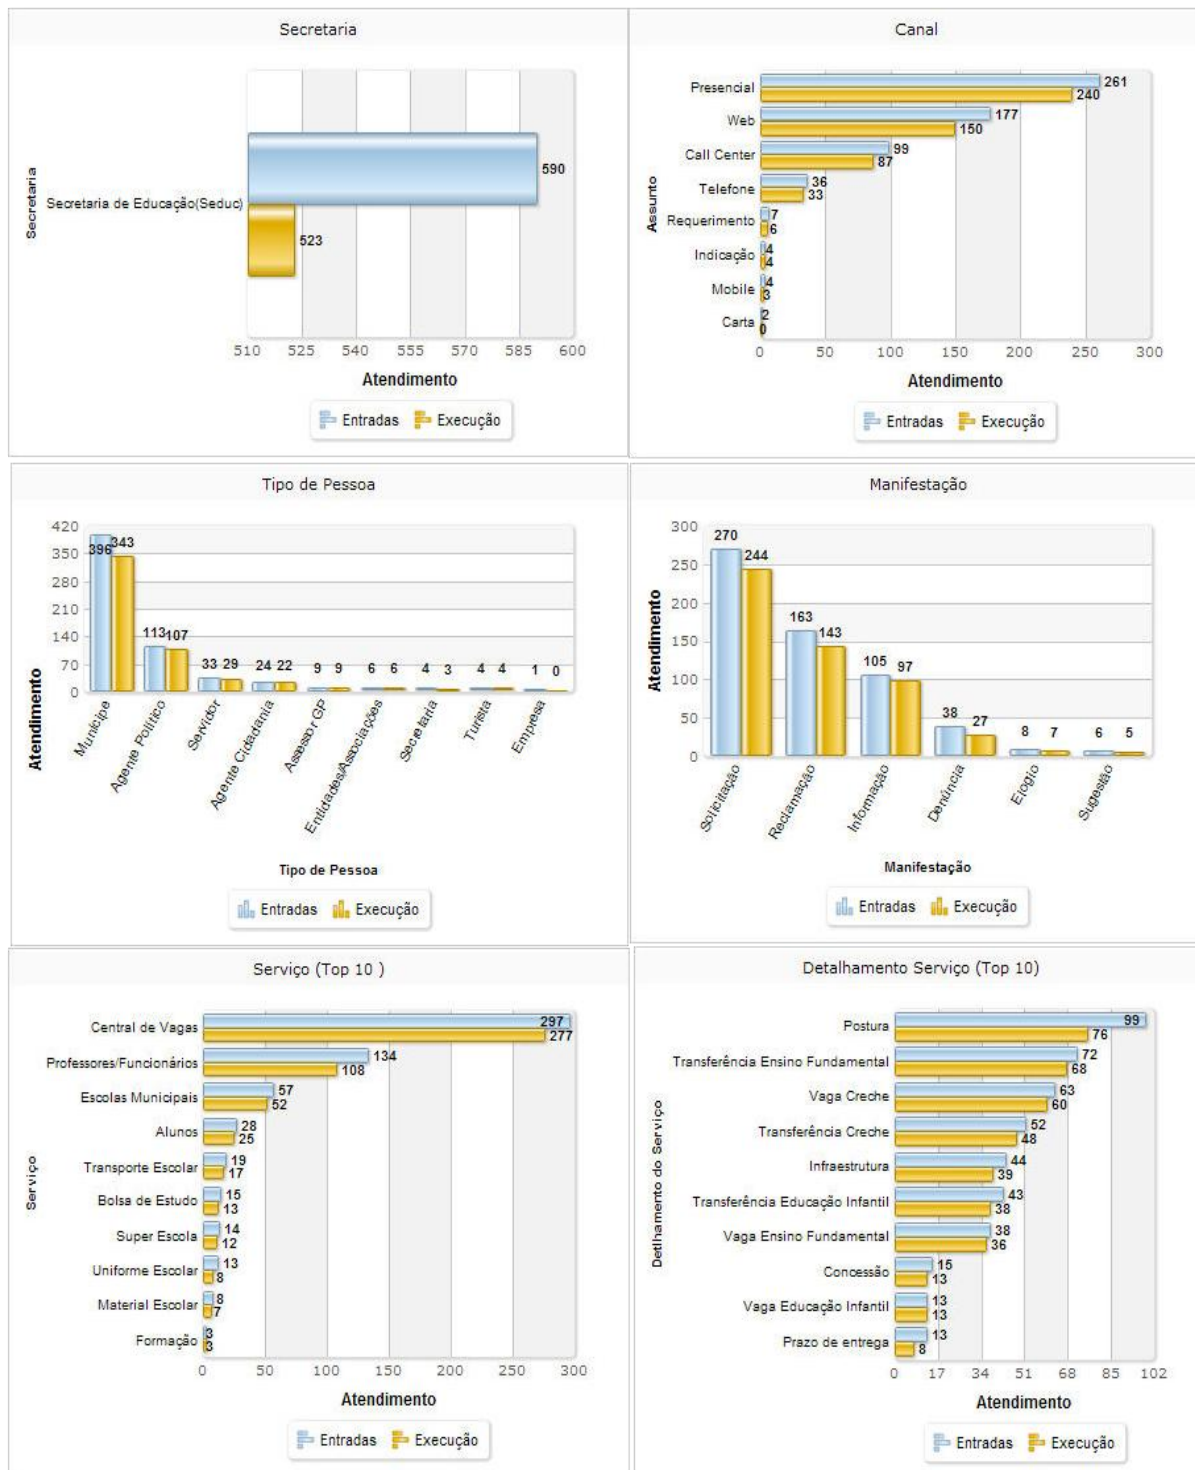 Secretaria
Secretaria
Secretaria de Educação(Seduc)
590
523
510 525 540 555 570 585 600
Atendimento
Entradas Execução
Canal
Assunto
Presencial 261
240
Web 177
150
Call Center 99
87
Telefone 36
33
Requerimento 7
6
Indicação 4
4
Mobile 4
3
Carta 2
0
0 50 100 150 200 250 300
Atendimento
Entradas Execução
Tipo de Pessoa
Atendimento
420
350
280
210
140
70
0
396 343
113 107
33 29
24 22
9 9
6 6
4 3
4 4
1 0
Munícipe
Agente Político
Servidor
Agente Cidadania
Assessor GP
Entidades/Associações
Secretaria
Turista
Empresa
Tipo de Pessoa
Entradas Execução
Manifestação
Atendimento
300
250
200
150
100
50
0
270 244
163 143
105 97
38 27
8 7
6 5
Solicitação
Reclamação
Informação
Denúncia
Elogio
Sugestão
Manifestação
Entradas Execução
Serviço (Top 10 )
Serviço
Central de Vagas 297
277
Professores/Funcionários 134
108
Escolas Municipais 57
52
Alunos 28
25
Transporte Escolar 19
17
Bolsa de Estudo 15
13
Super Escola 14
12
Uniforme Escolar 13
8
Material Escolar 8
7
Formação 3
3
0 50 100 150 200 250 300
Atendimento
Entradas Execução
Detalhamento Serviço (Top 10)
Detlhamento do Serviço
Postura 99
76
Transferência Ensino Fundamental 72
68
Vaga Creche 63
60
Transferência Creche 52
48
Infraestrutura 44
39
Transferência Educação Infantil 43
38
Vaga Ensino Fundamental 38
36
Concessão 15
13
Vaga Educação Infantil 13
13
Prazo de entrega 13
8
0 17 34 51 68 85 102
Atendimento
Entradas Execução